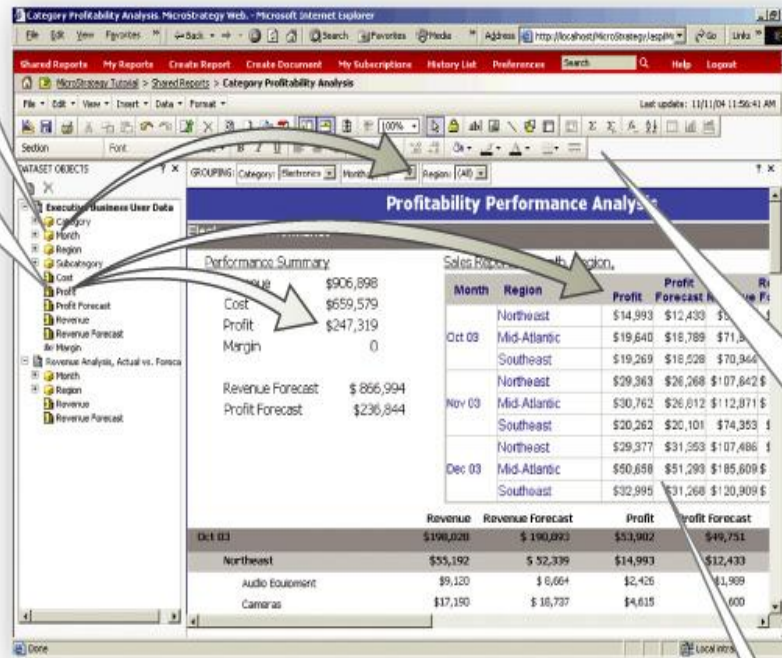 Category Profitability Analysis. MicroStrategy Web. - Microsoft Internet Explorer
File Edit View Favorites » Back Search Favorites Media » Address http://localhost/MicroStrategy/asp/M Go Links »
Shared Reports My Reports Create Report Create Document My Subscriptions History List Preferences Search Help Logout
MicroStrategy Tutorial > Shared Reports > Category Profitability Analysis
File Edit View Insert Data Format Last update: 11/11/04 11:56:41 AM
100%
Section Font B I U
DATASET OBJECTS ? X GROUPING: Category: Electronics Month: Region: (All) ? X
Executive Business User Data
Category
Month
Region
Subcategory
Cost
Profit
Profit Forecast
Revenue
Revenue Forecast
Margin
Revenue Analysis, Actual vs. Foreca
Month
Region
Revenue
Revenue Forecast
Profitability Performance Analysis
Performance Summary
$906,898
Cost $659,579
Profit $247,319
Margin 0
Revenue Forecast $ 866,994
Profit Forecast $236,844
Month Region Profit Profit Forecast
Northeast $14,993 $12,433
Oct 03 Mid-Atlantic $19,640 $18,789
Southeast $19,269 $18,528 $70,944
Northeast $29,363 $26,268 $107,642 $
Nov 03 Mid-Atlantic $30,762 $26,812 $112,871 $
Southeast $20,262 $20,101 $74,353 $
Northeast $29,377 $31,353 $107,486 $
Dec 03 Mid-Atlantic $50,658 $51,293 $185,609 $
Southeast $32,995 $31,268 $120,909 $
Revenue Revenue Forecast Profit Profit Forecast
Oct 03 $198,028 $ 190,093 $53,902 $49,751
Northeast $55,192 $ 52,339 $14,993 $12,433
Audio Equipment $9,120 $ 8,664 $2,426 $1,989
Cameras $17,190 $ 18,737 $4,615 600
Done Local intra